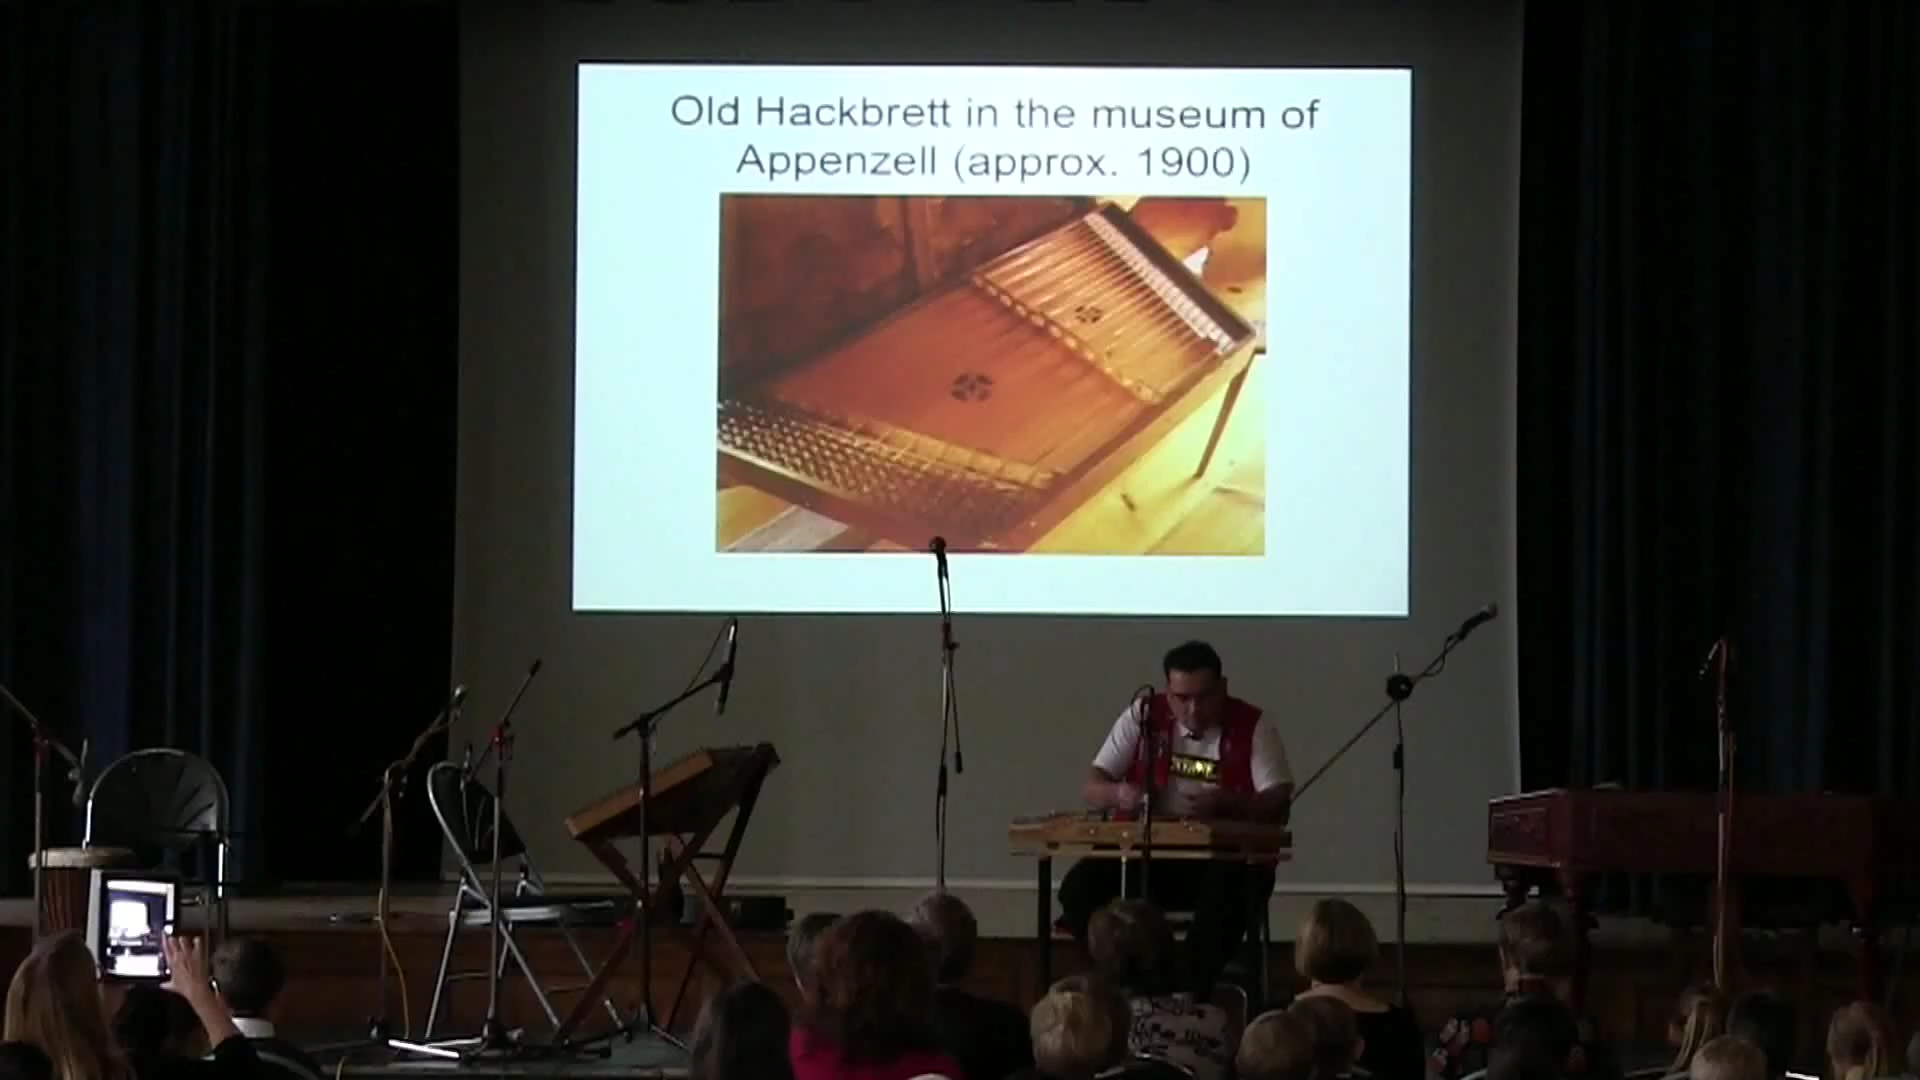 Old Hackbrett in the museum of
Appenzell (approx. 1900)